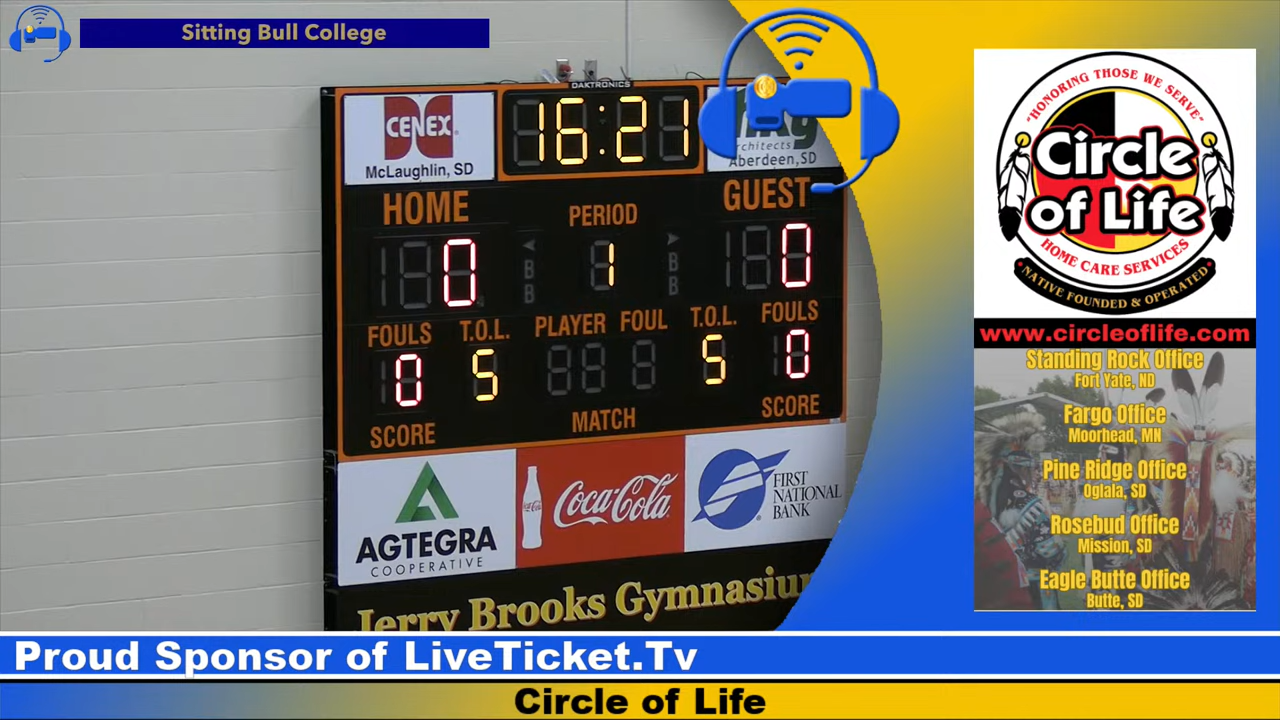 Sitting Bull College
DAKTRONICS
CENEX
McLaughlin, SD
16:21
Architects
Aberdeen, SD
HOME
PERIOD
GUEST
0
1
0
B
B
B
B
FOULS
T.O.L.
PLAYER
FOUL
T.O.L.
FOULS
0
5
5
0
SCORE
MATCH
SCORE
AGTEGRA
COOPERATIVE
Coca-Cola
FIRST
NATIONAL
BANK
Jerry Brooks Gymnasium
"HONORING THOSE WE SERVE"
Circle
of Life
HOME CARE SERVICES
NATIVE FOUNDED & OPERATED
www.circleoflife.com
Standing Rock Office
Fort Yate, ND
Fargo Office
Moorhead, MN
Pine Ridge Office
Oglala, SD
Rosebud Office
Mission, SD
Eagle Butte Office
Butte, SD
Proud Sponsor of LiveTicket.Tv
Circle of Life